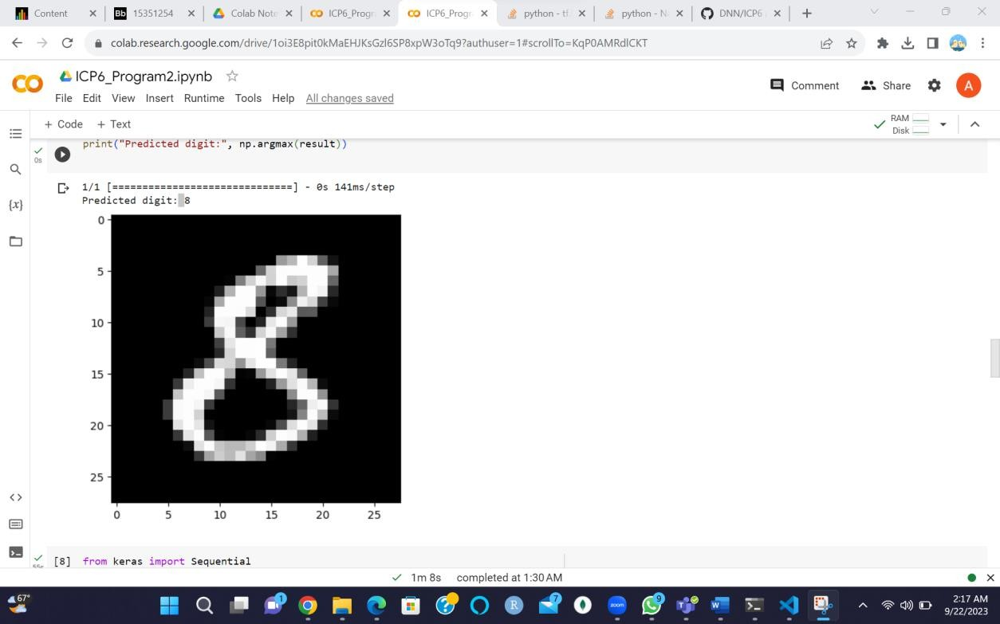 Content
Bb 15351254
Colab Note
ICP6_Progr
ICP6_Progr
python - tf.
python - N
DNN/ICP6
colab.research.google.com/drive/1oi3E8pit0kMaEHJKsGzl6SP8xpW3oTq9?authuser=1#scrollTo=KqP0AMRdlCKT
ICP6_Program2.ipynb
Comment
Share
A
File Edit View Insert Runtime Tools Help All changes saved
+ Code + Text
RAM
Disk
0s
print("Predicted digit:", np.argmax(result))
{x}
1/1 [==============================] - 0s 141ms/step
Predicted digit: 8
0
5
10
15
20
25
0 5 10 15 20 25
[8] from keras import Sequential
1m 8s completed at 1:30 AM
67°
1
R
7
zoom
9
W
2:17 AM
9/22/2023